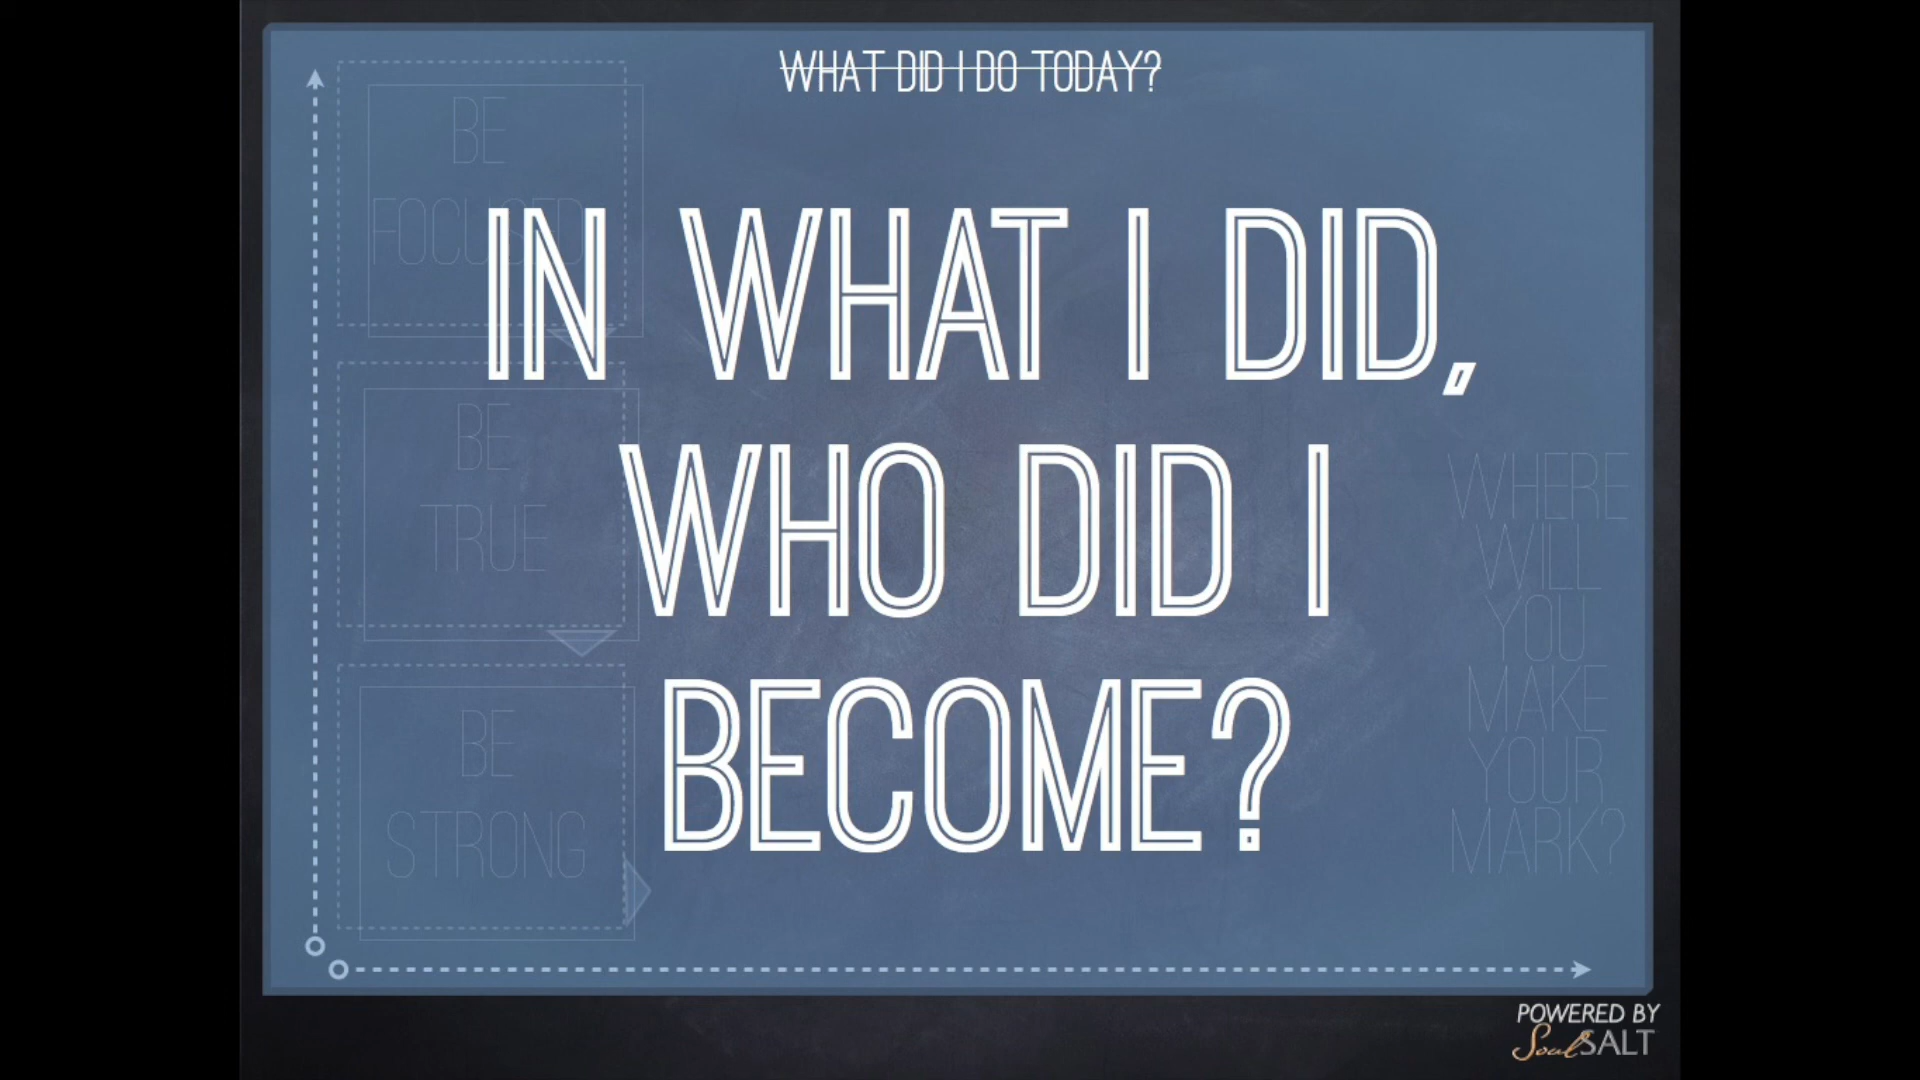 WHAT DID I DO TODAY?
IN WHAT I DID,
WHO DID I
BECOME?
BE
FOCUSED
BE
TRUE
BE
STRONG
WHERE
WILL
YOU
MAKE
YOUR
MARK?
POWERED BY
SoulSALT